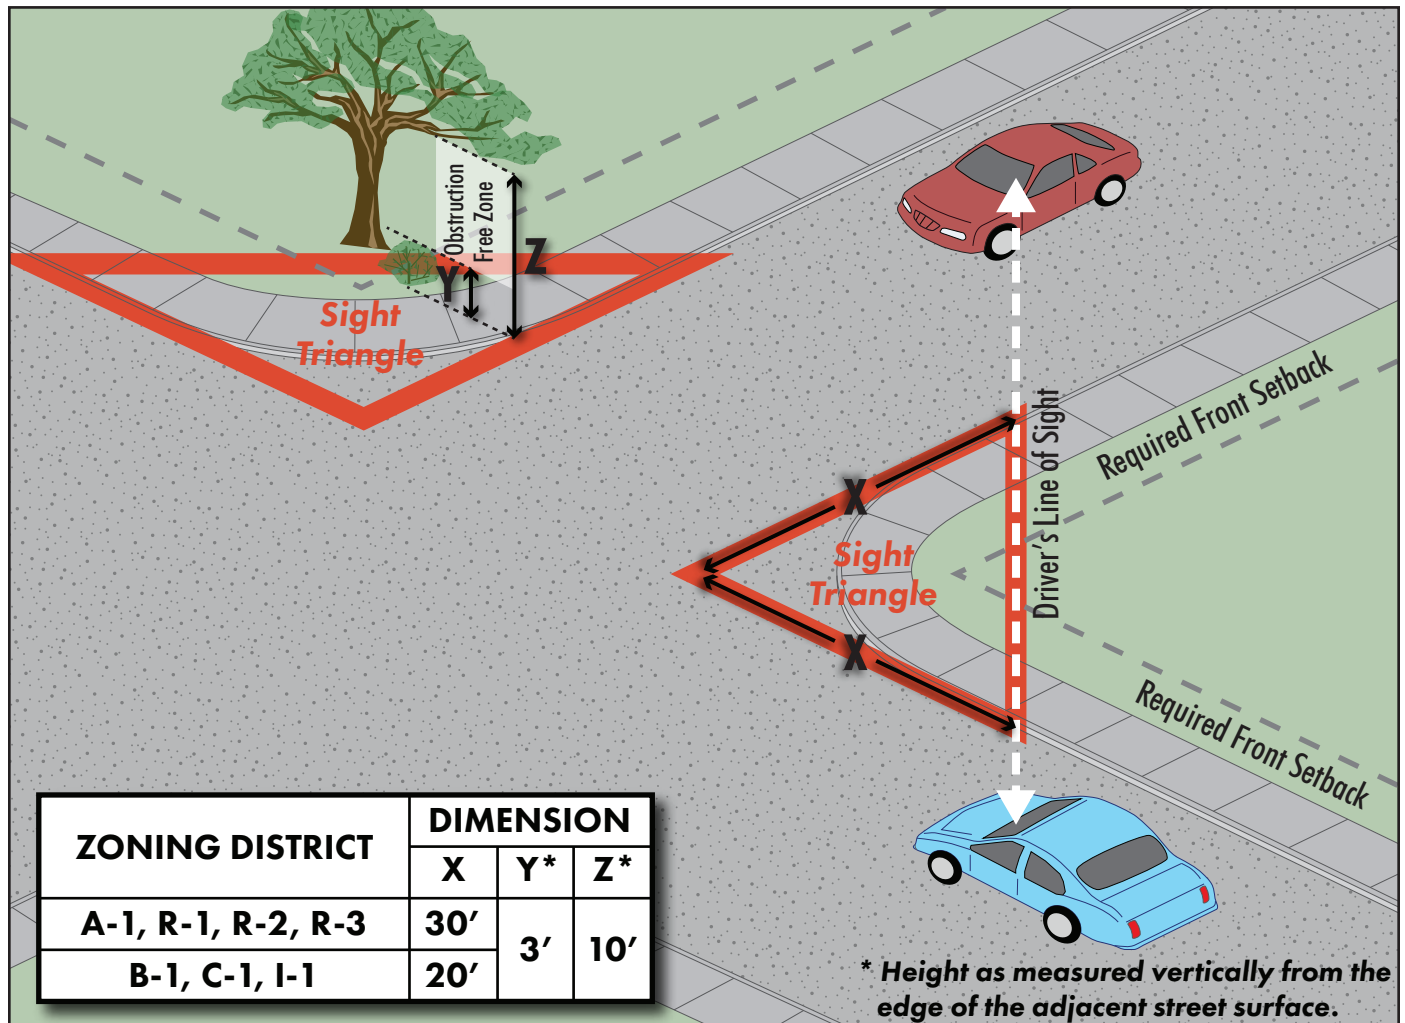 Obstruction
Free Zone
Z
Y
Sight
Triangle
Required Front Setback
Driver's Line of Sight
X
Sight
Triangle
X
Required Front Setback
ZONING DISTRICT
DIMENSION
X Y* Z*
A-1, R-1, R-2, R-3 30′
3′ 10′
B-1, C-1, I-1 20′
* Height as measured vertically from the
edge of the adjacent street surface.